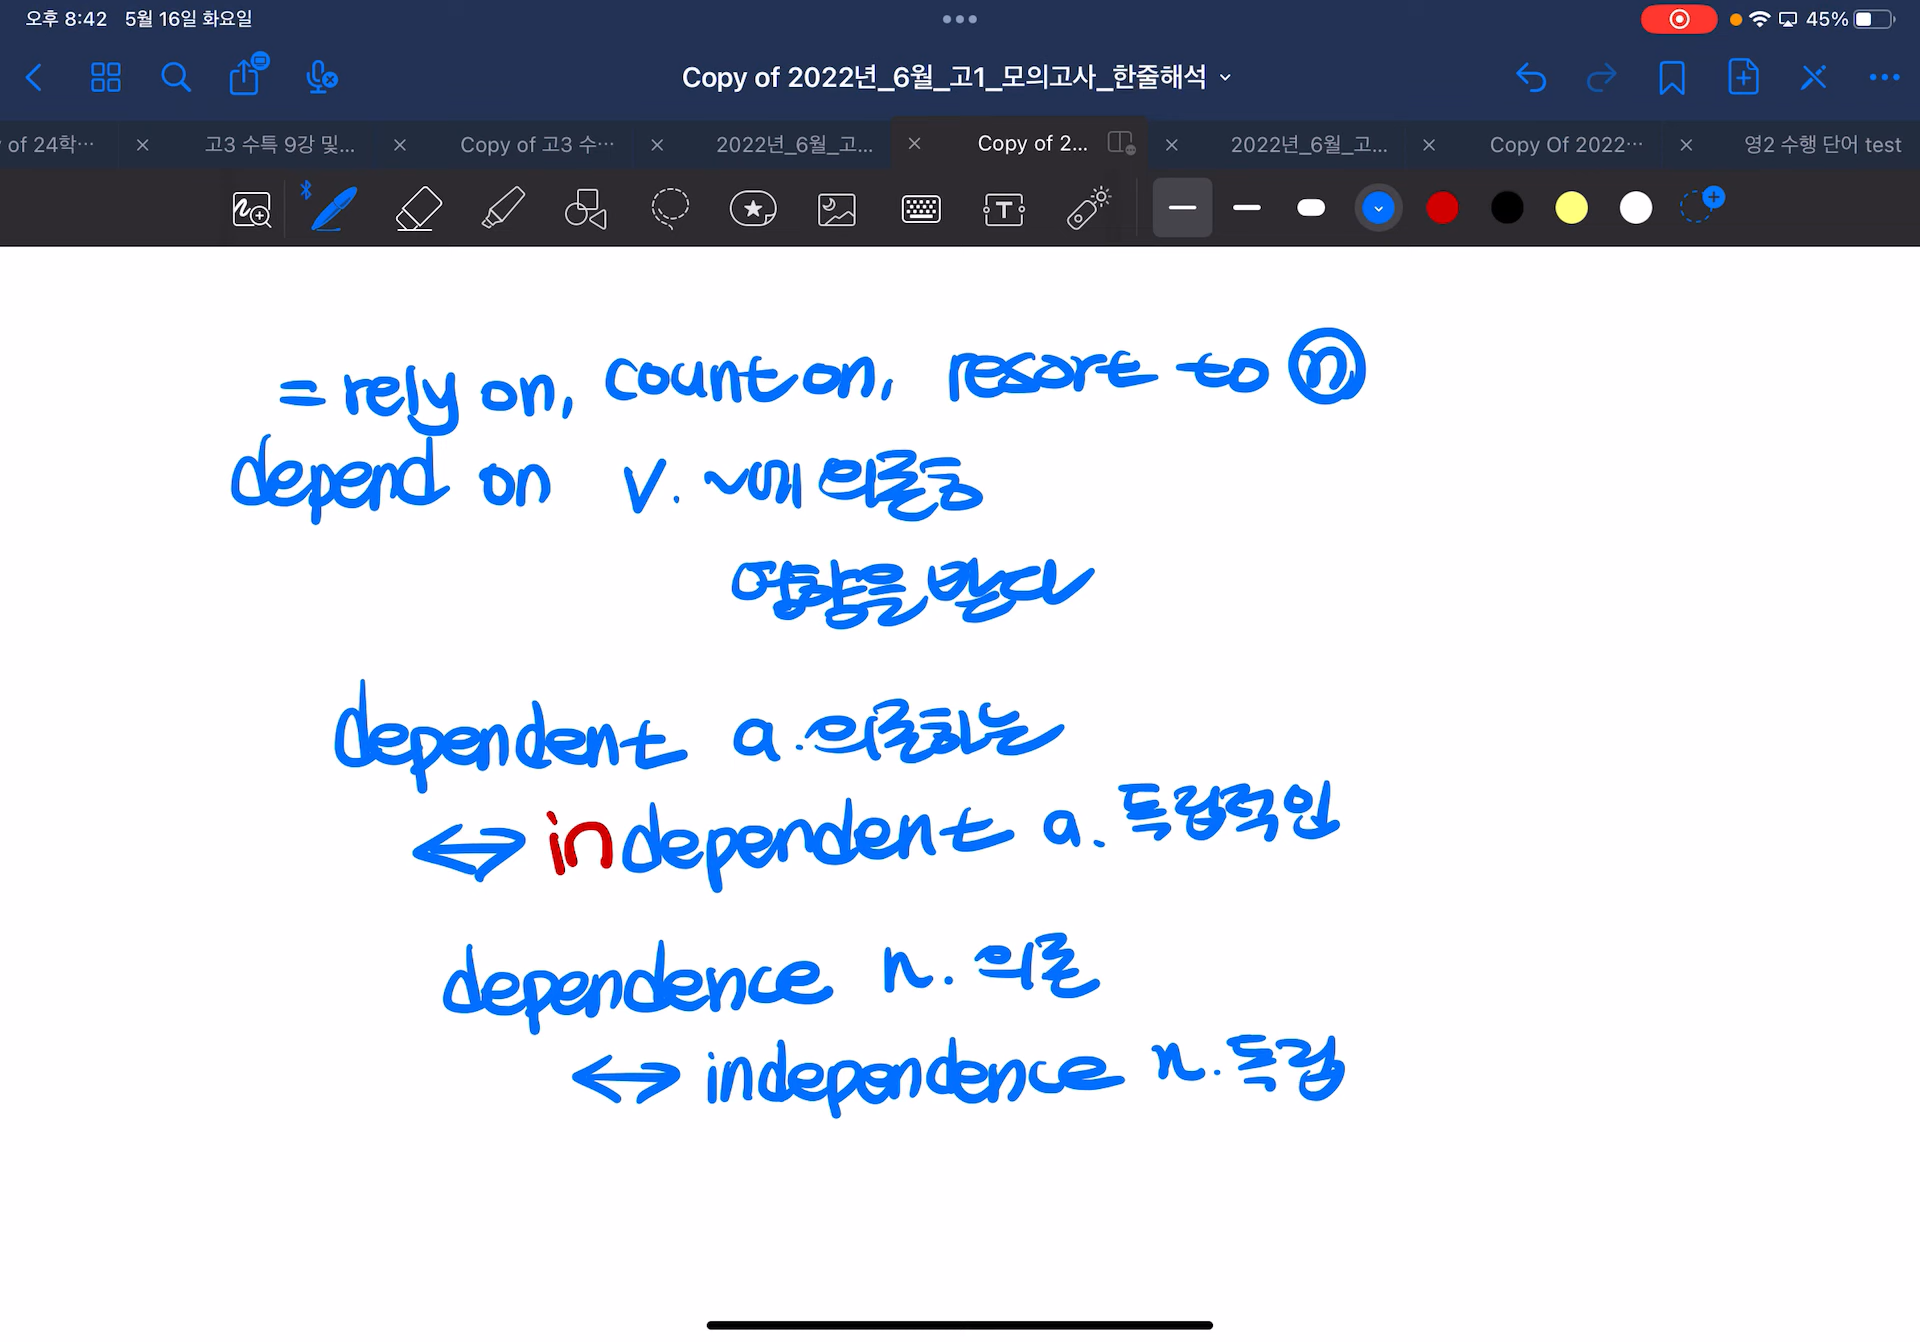 오후 8:42 5월 16일 화요일 45%
Copy of 2022년_6월_고1_모의고사_한줄해석
of 24학… 고3 수특 9강 및... Copy of 고3 수… 2022년_6월_고... Copy of 2... 2022년_6월_고... Copy Of 2022… 영2 수행 단어 test
= rely on, count on, resort to ⓝ
depend on v. ~에 의존
영향을 받다
dependent a. 의존하는
↔ independent a. 독립적인
dependence n. 의존
↔ independence n. 독립